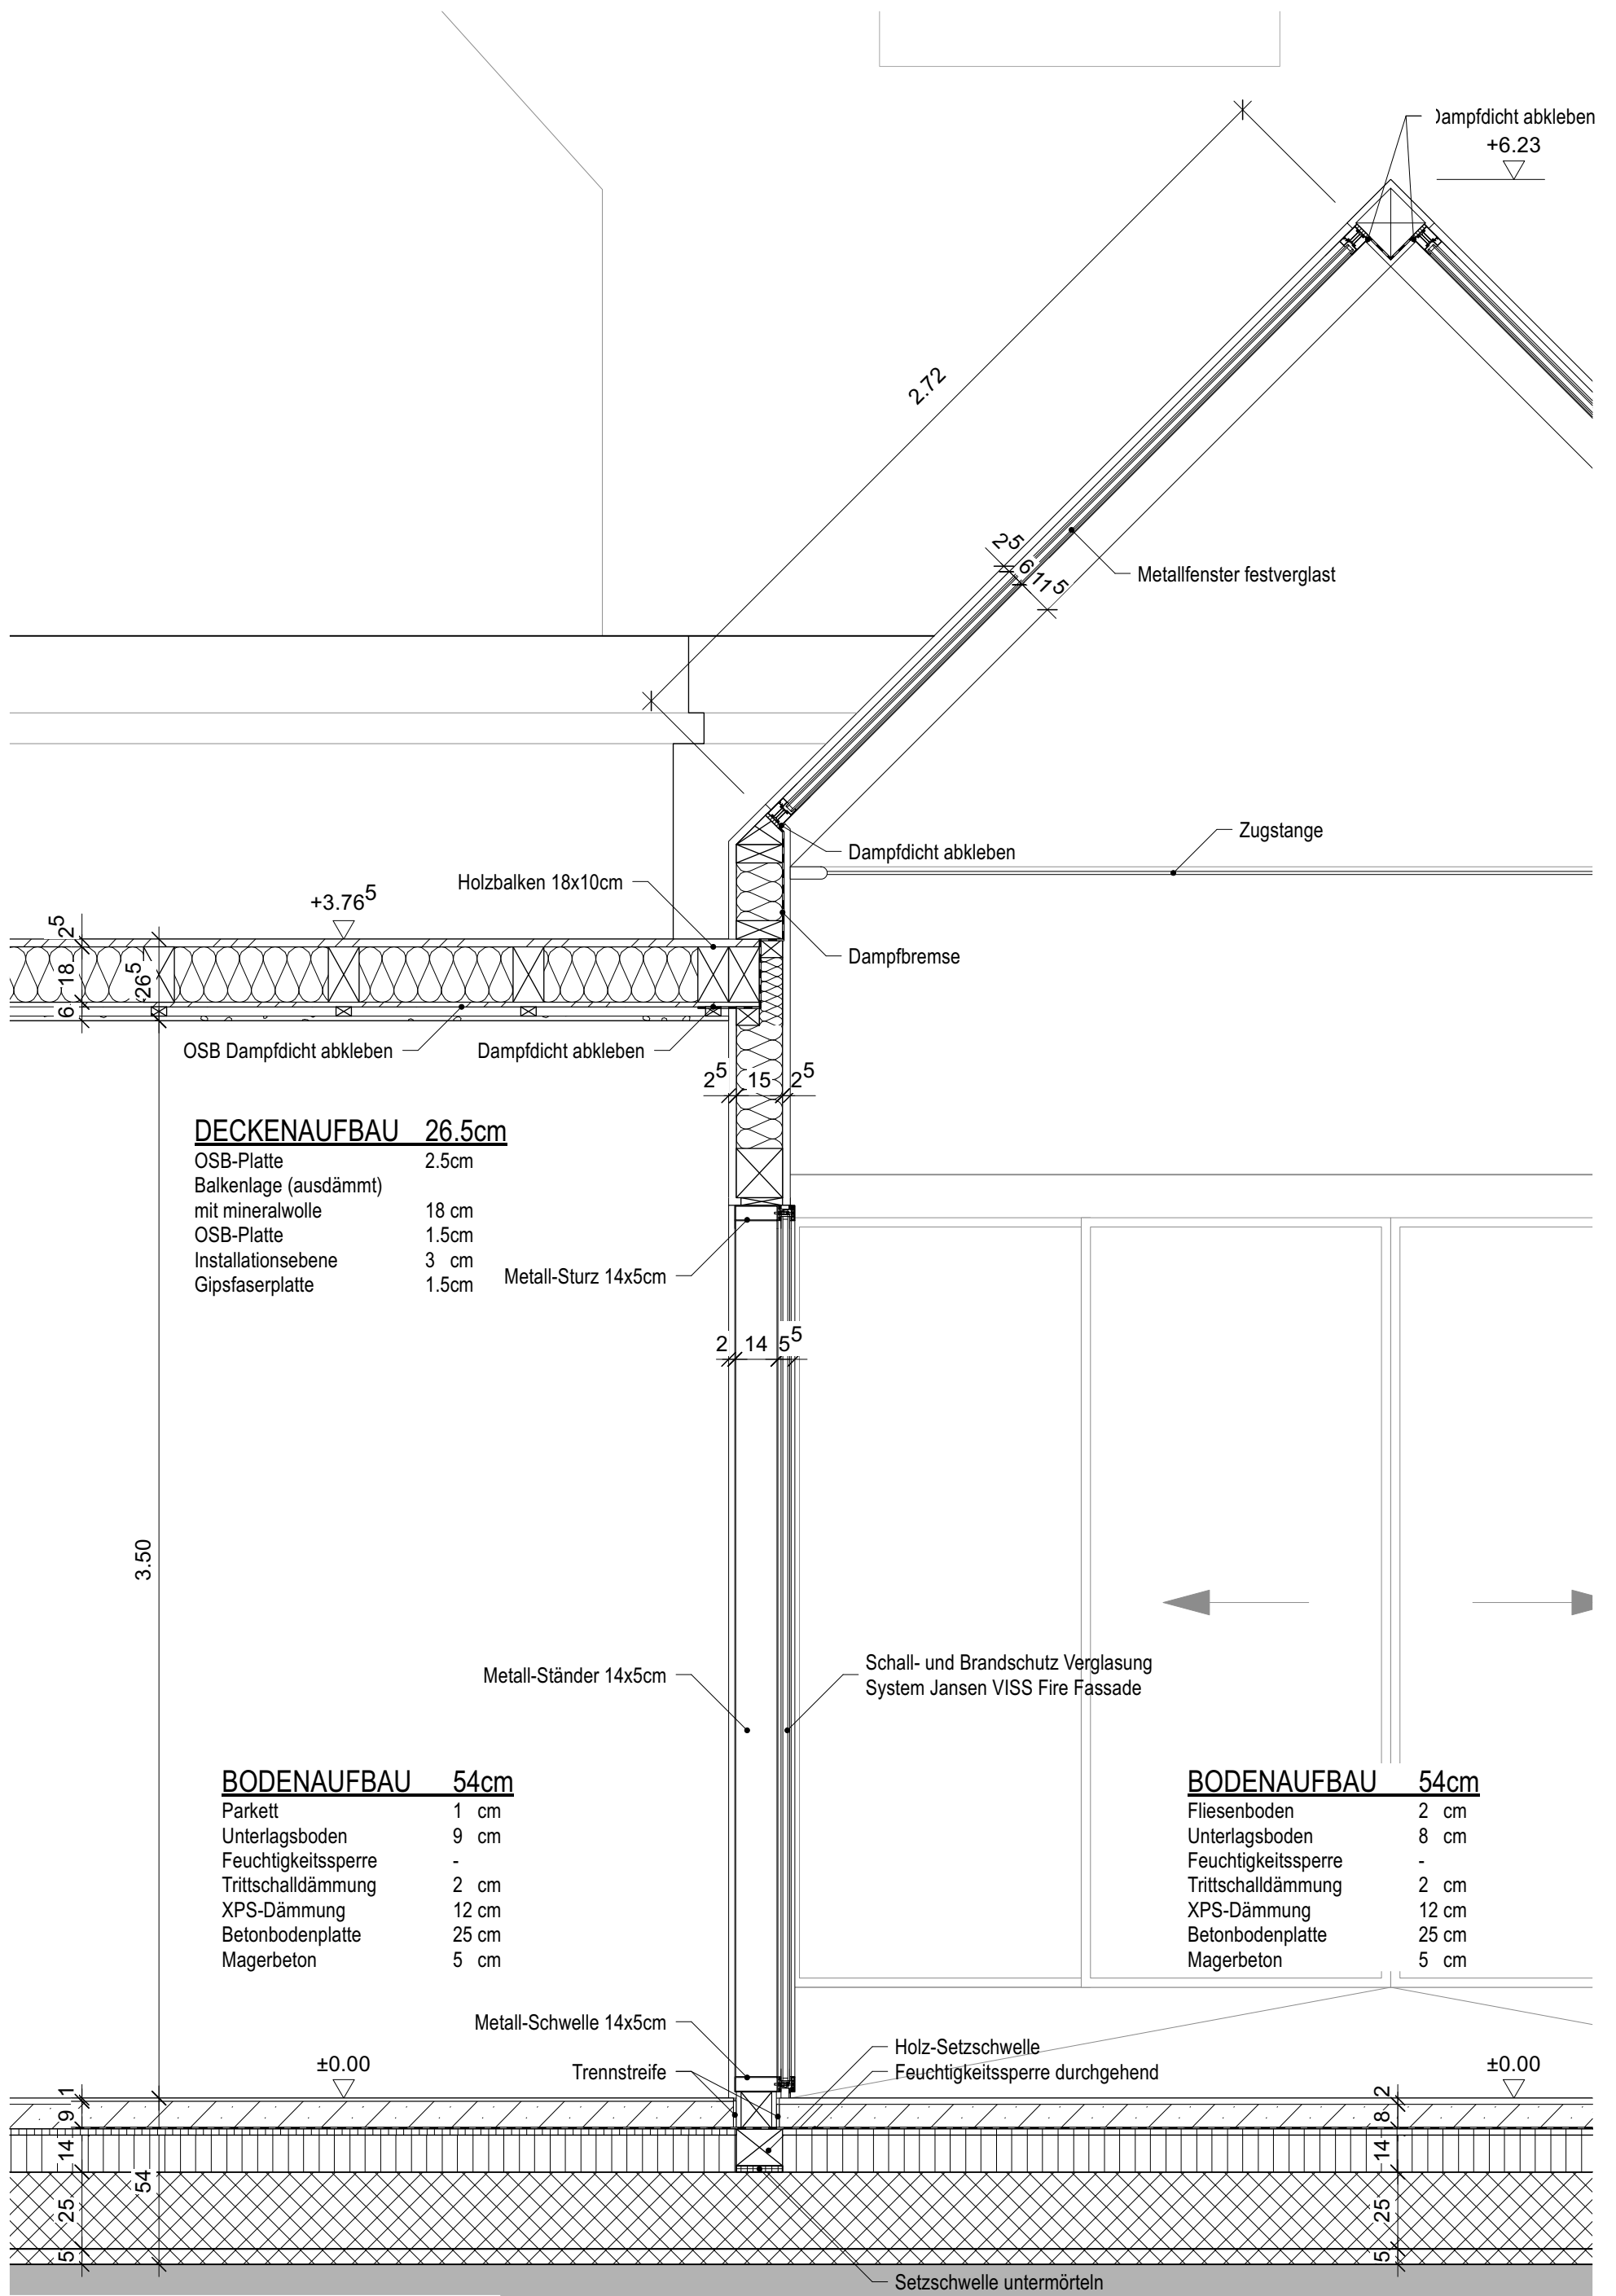 Dampfdicht abkleben
+6.23
2.72
2⁵
6
11⁵
Metallfenster festverglast
Zugstange
Dampfdicht abkleben
Holzbalken 18x10cm
+3.76⁵
Dampfbremse
2⁵
18
6
26⁵
OSB Dampfdicht abkleben
Dampfdicht abkleben
2⁵ 15 2⁵
DECKENAUFBAU 26.5cm
OSB-Platte 2.5cm
Balkenlage (ausdämmt)
mit mineralwolle 18 cm
OSB-Platte 1.5cm
Installationsebene 3 cm
Gipsfaserplatte 1.5cm
Metall-Sturz 14x5cm
2 14 5⁵
3.50
Metall-Ständer 14x5cm
Schall- und Brandschutz Verglasung
System Jansen VISS Fire Fassade
BODENAUFBAU 54cm
Parkett 1 cm
Unterlagsboden 9 cm
Feuchtigkeitssperre -
Trittschalldämmung 2 cm
XPS-Dämmung 12 cm
Betonbodenplatte 25 cm
Magerbeton 5 cm
BODENAUFBAU 54cm
Fliesenboden 2 cm
Unterlagsboden 8 cm
Feuchtigkeitssperre -
Trittschalldämmung 2 cm
XPS-Dämmung 12 cm
Betonbodenplatte 25 cm
Magerbeton 5 cm
Metall-Schwelle 14x5cm
Holz-Setzschwelle
Trennstreife
Feuchtigkeitssperre durchgehend
±0.00
±0.00
1
9
14
25
5
54
2
8
14
25
5
Setzschwelle untermörteln